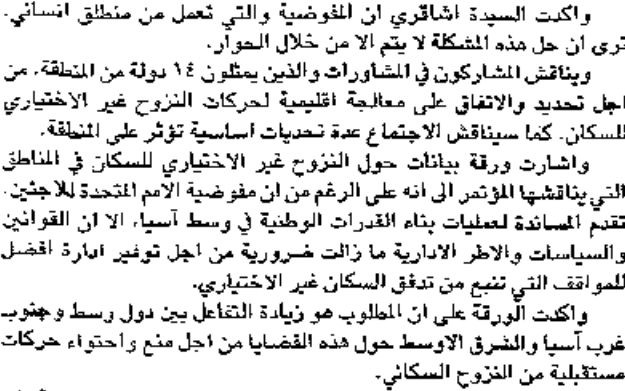 واكدت السيدة اشاقري ان المفوضية والتي تعمل من منطلق انساني.
ترى ان حل هذه المشكلة لا يتم الا من خلال الحوار.
ويناقش المشاركون في المشاورات والذين يمثلون ١٤ دولة من المنطقة. من
اجل تحديد والاتفاق على معالجة اقليمية لحركات النزوح غير الاختياري
للسكان. كما سيناقش الاجتماع عدة تحديات اساسية تؤثر على المنطقة.
واشارت ورقة بيانات حول النزوح غير الاختياري للسكان في المناطق
التي يناقشها المؤتمر الى انه على الرغم من ان مفوضية الامم المتحدة للاجئين.
تقدم المساندة لعمليات بناء القدرات الوطنية في وسط آسيا، الا ان القوانين
والسياسات والاطر الادارية ما زالت ضرورية من اجل توفير ادارة افضل
للمواقف التي تنبع من تدفق السكان غير الاختياري.
واكدت الورقة على ان المطلوب هو زيادة التفاعل بين دول وسط وجنوب
غرب آسيا والشرق الاوسط حول هذه القضايا من اجل منع واحتواء حركات
مستقبلية من النزوح السكاني.